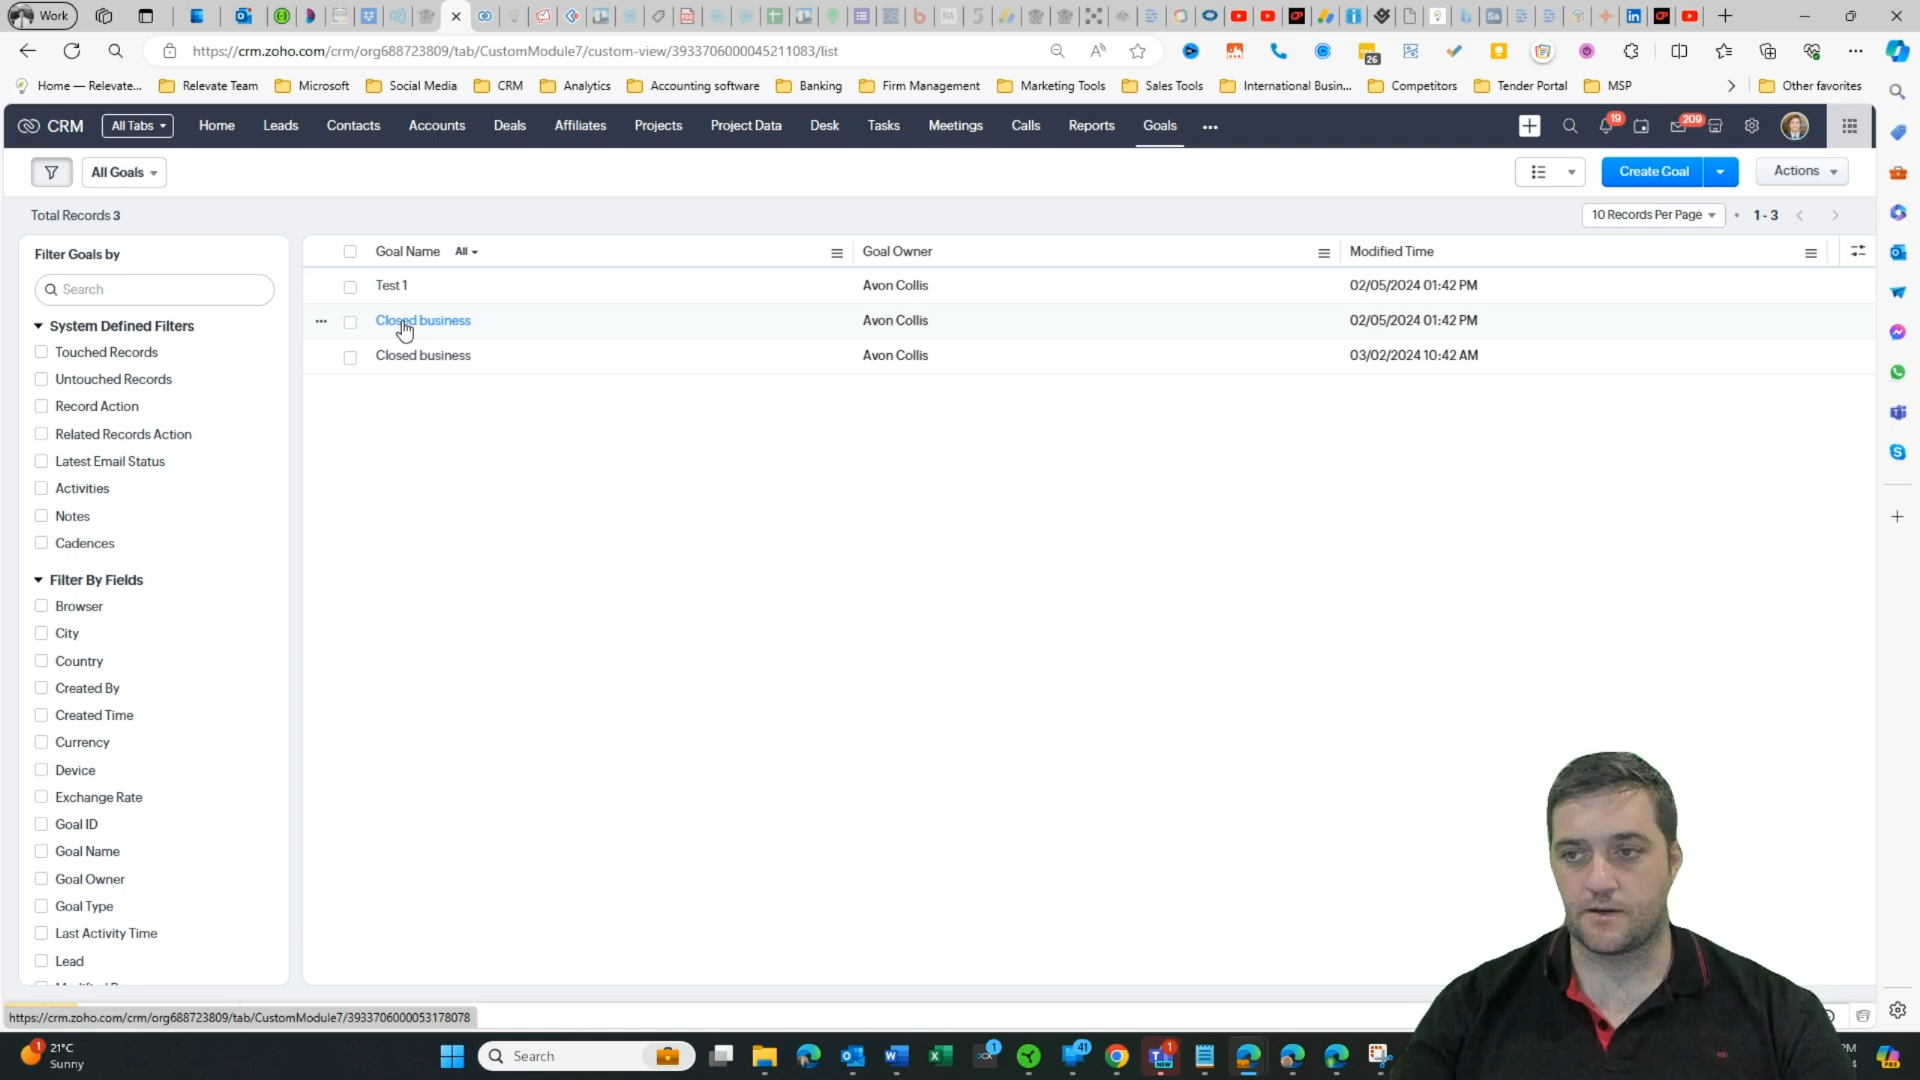 Work
26
https://crm.zoho.com/crm/org688723809/tab/CustomModule7/custom-view/3933706000045211083/list
Home — Relevate...
Relevate Team
Microsoft
Social Media
CRM
Analytics
Accounting software
Banking
Firm Management
Marketing Tools
Sales Tools
International Busin...
Competitors
Tender Portal
MSP
Other favorites
CRM
All Tabs
Home
Leads
Contacts
Accounts
Deals
Affiliates
Projects
Project Data
Desk
Tasks
Meetings
Calls
Reports
Goals
19
209
All Goals
Create Goal
Actions
Total Records 3
10 Records Per Page
1 - 3
Filter Goals by
Search
System Defined Filters
Touched Records
Untouched Records
Record Action
Related Records Action
Latest Email Status
Activities
Notes
Cadences
Filter By Fields
Browser
City
Country
Created By
Created Time
Currency
Device
Exchange Rate
Goal ID
Goal Name
Goal Owner
Goal Type
Last Activity Time
Lead
Goal Name All
Goal Owner
Modified Time
Test 1
Avon Collis
02/05/2024 01:42 PM
Closed business
Avon Collis
02/05/2024 01:42 PM
Closed business
Avon Collis
03/02/2024 10:42 AM
https://crm.zoho.com/crm/org688723809/tab/CustomModule7/3933706000053178078
1
21°C
Sunny
Search
1
41
1
NEW
PRE